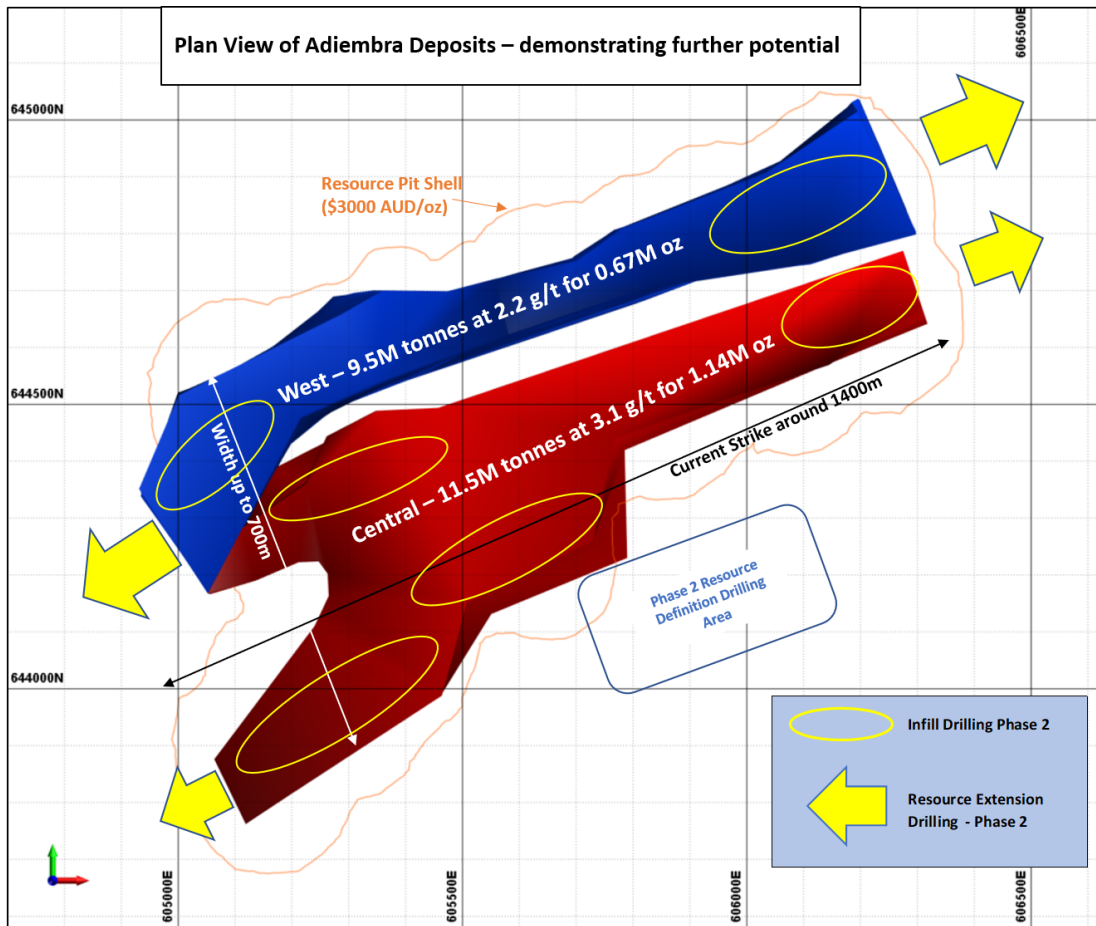 Plan View of Adiembra Deposits – demonstrating further potential
606500E
645000N
Resource Pit Shell
($3000 AUD/oz)
West – 9.5M tonnes at 2.2 g/t for 0.67M oz
644500N
Width up to 700m
Central – 11.5M tonnes at 3.1 g/t for 1.14M oz
Current Strike around 1400m
Phase 2 Resource
Definition Drilling
Area
644000N
Infill Drilling Phase 2
Resource Extension
Drilling - Phase 2
605000E
605500E
606000E
606500E